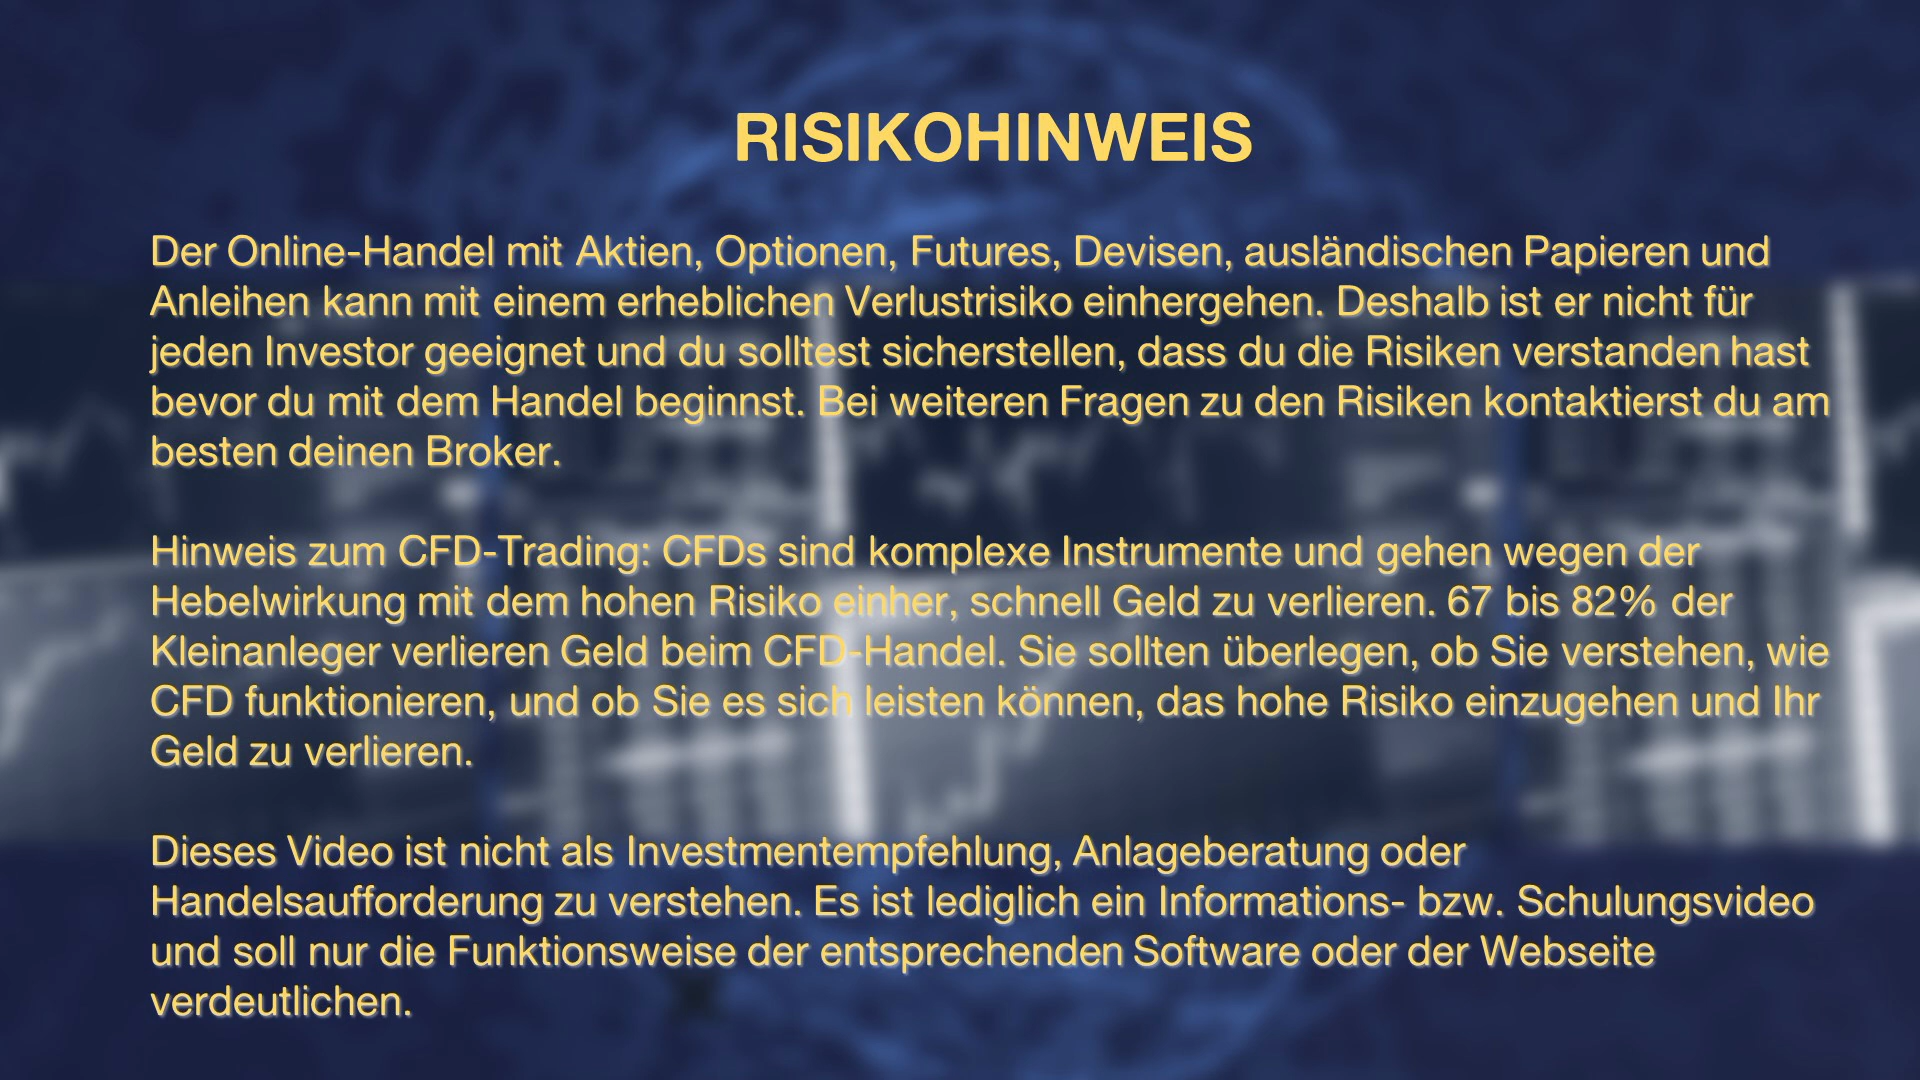 RISIKOHINWEIS
Der Online-Handel mit Aktien, Optionen, Futures, Devisen, ausländischen Papieren und
Anleihen kann mit einem erheblichen Verlustrisiko einhergehen. Deshalb ist er nicht für
jeden Investor geeignet und du solltest sicherstellen, dass du die Risiken verstanden hast
bevor du mit dem Handel beginnst. Bei weiteren Fragen zu den Risiken kontaktierst du am
besten deinen Broker.
Hinweis zum CFD-Trading: CFDs sind komplexe Instrumente und gehen wegen der
Hebelwirkung mit dem hohen Risiko einher, schnell Geld zu verlieren. 67 bis 82% der
Kleinanleger verlieren Geld beim CFD-Handel. Sie sollten überlegen, ob Sie verstehen, wie
CFD funktionieren, und ob Sie es sich leisten können, das hohe Risiko einzugehen und Ihr
Geld zu verlieren.
Dieses Video ist nicht als Investmentempfehlung, Anlageberatung oder
Handelsaufforderung zu verstehen. Es ist lediglich ein Informations- bzw. Schulungsvideo
und soll nur die Funktionsweise der entsprechenden Software oder der Webseite
verdeutlichen.